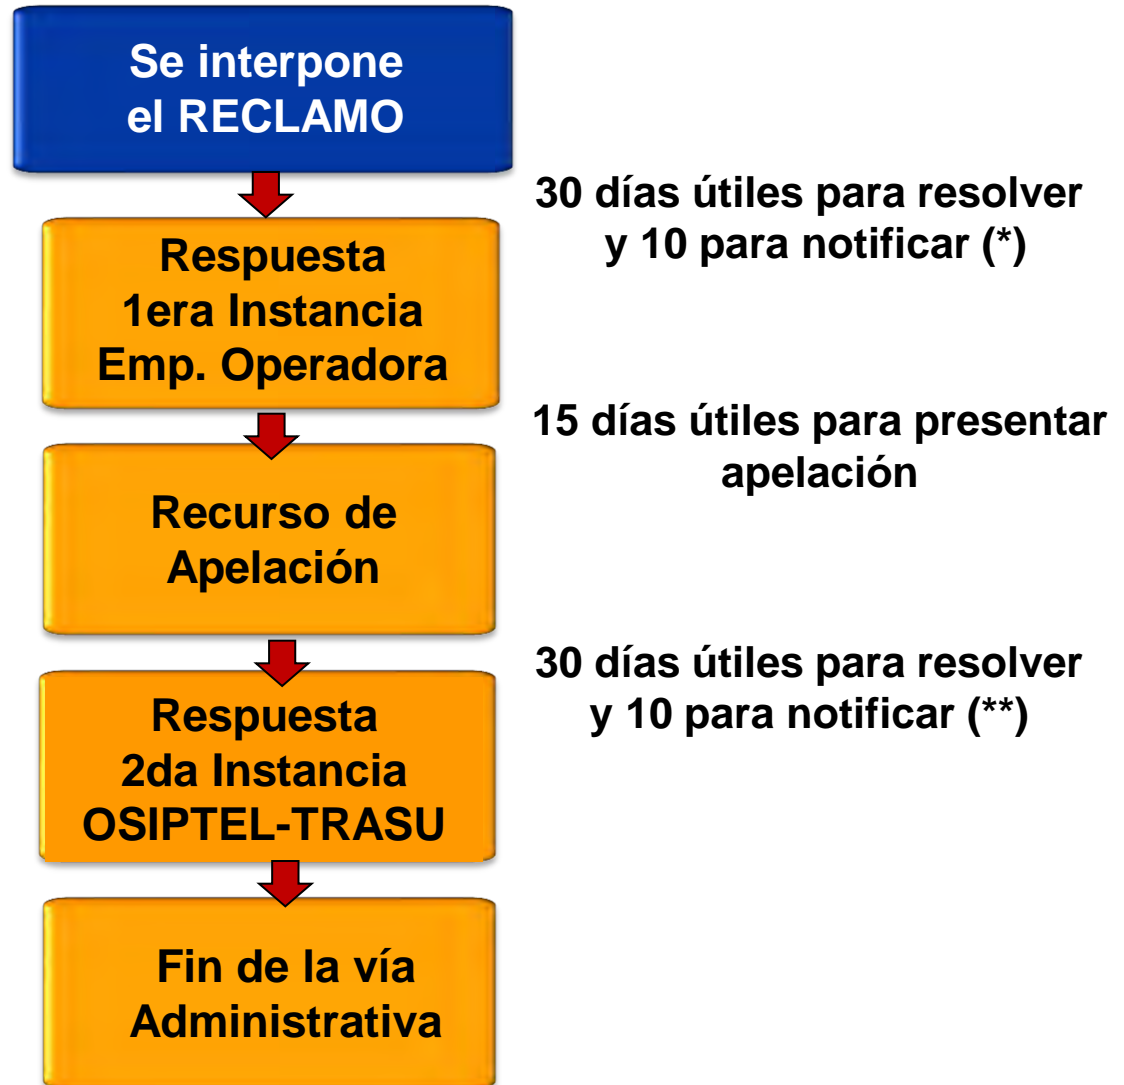 Se interpone
el RECLAMO
30 días útiles para resolver
y 10 para notificar (*)
Respuesta
1era Instancia
Emp. Operadora
15 días útiles para presentar
apelación
Recurso de
Apelación
30 días útiles para resolver
y 10 para notificar (**)
Respuesta
2da Instancia
OSIPTEL-TRASU
Fin de la vía
Administrativa